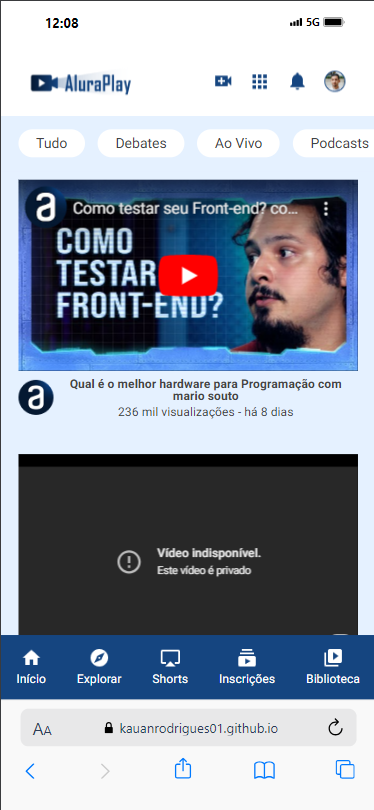 12:08
5G
AluraPlay
Tudo
Debates
Ao Vivo
Podcasts
a
Como testar seu Front-end? co...
COMO
TESTAR
FRONT-END?
a
Qual é o melhor hardware para Programação com
mario souto
236 mil visualizações - há 8 dias
Vídeo indisponível.
Este vídeo é privado
Início
Explorar
Shorts
Inscrições
Biblioteca
AA
kauanrodrigues01.github.io